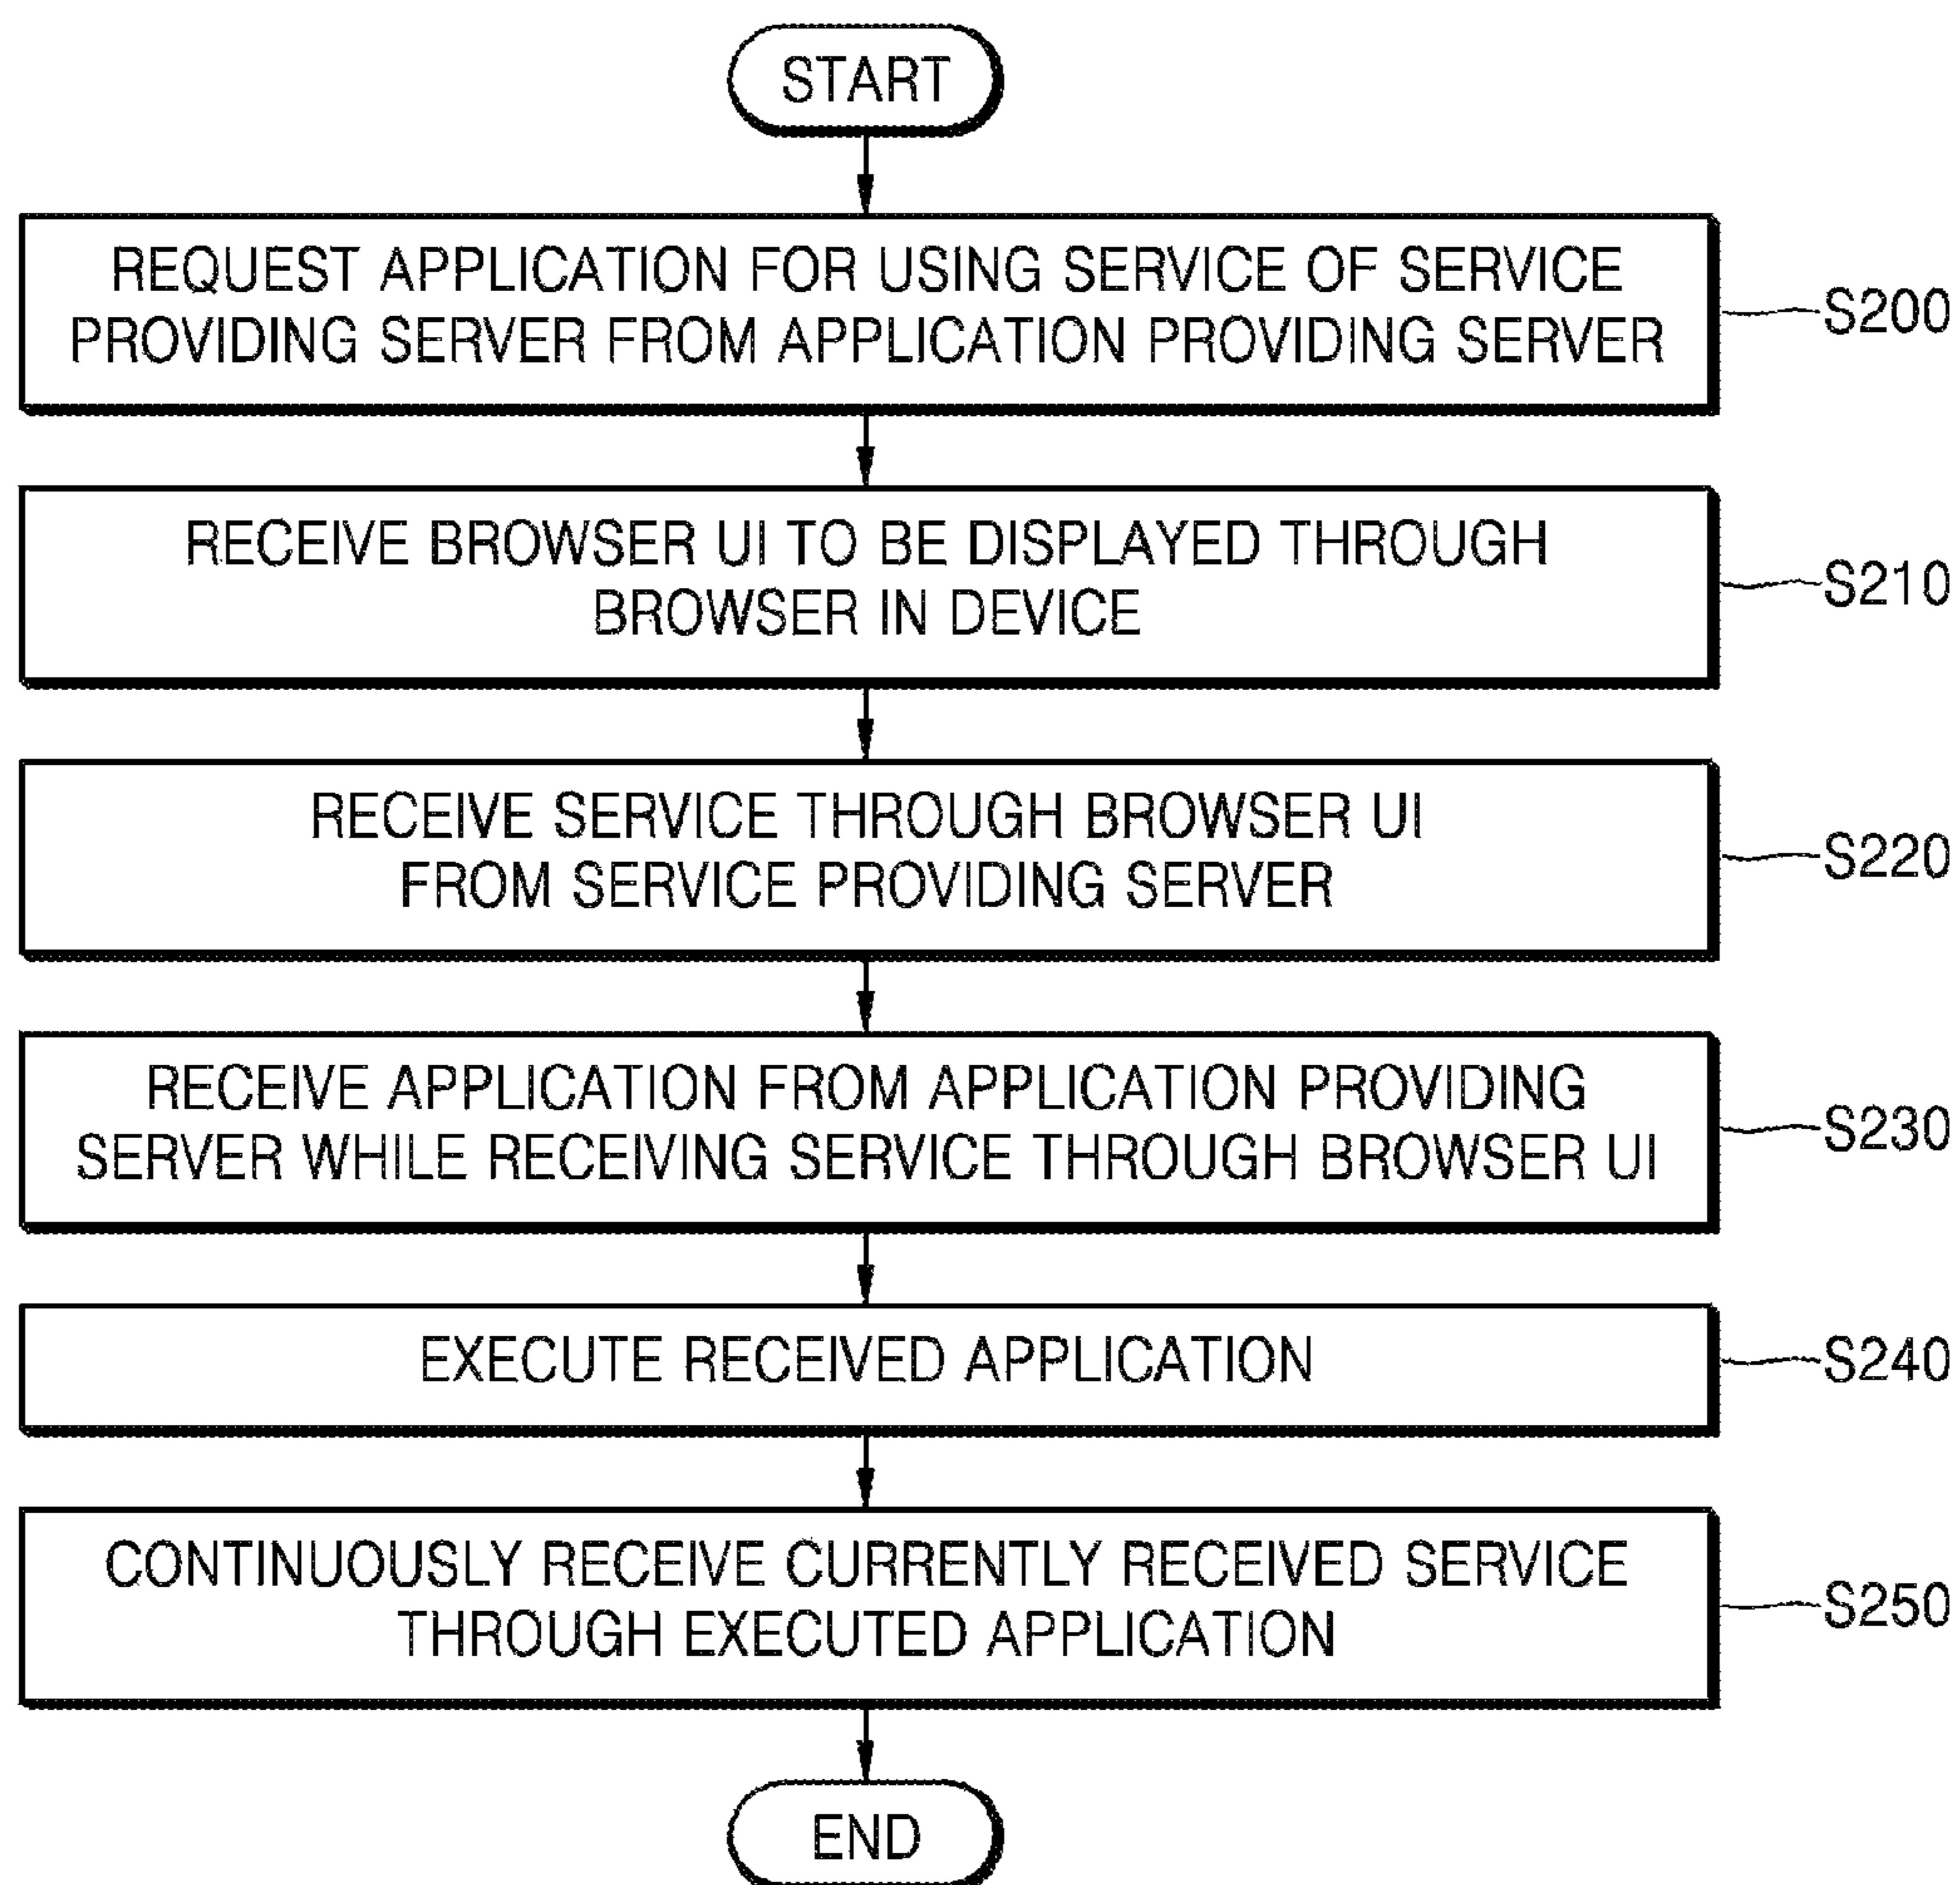 START
REQUEST APPLICATION FOR USING SERVICE OF SERVICE
PROVIDING SERVER FROM APPLICATION PROVIDING SERVER
S200
RECEIVE BROWSER UI TO BE DISPLAYED THROUGH
BROWSER IN DEVICE
S210
RECEIVE SERVICE THROUGH BROWSER UI
FROM SERVICE PROVIDING SERVER
S220
RECEIVE APPLICATION FROM APPLICATION PROVIDING
SERVER WHILE RECEIVING SERVICE THROUGH BROWSER UI
S230
EXECUTE RECEIVED APPLICATION
S240
CONTINUOUSLY RECEIVE CURRENTLY RECEIVED SERVICE
THROUGH EXECUTED APPLICATION
S250
END